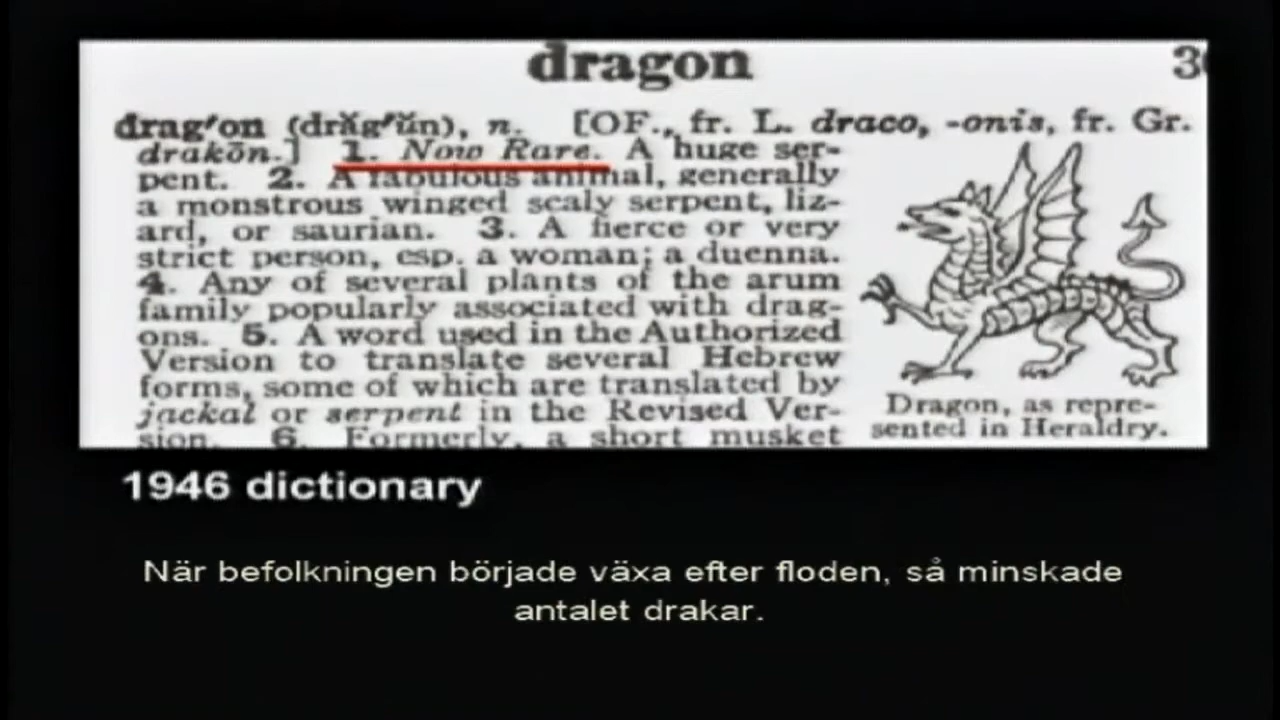 dragon 3
drag′on (drăg′ŭn), n. [OF., fr. L. draco, -onis, fr. Gr.
drakōn.] 1. Now Rare. A huge ser-
pent. 2. A fabulous animal, generally
a monstrous winged scaly serpent, liz-
ard, or saurian. 3. A fierce or very
strict person, esp. a woman; a duenna.
4. Any of several plants of the arum
family popularly associated with drag-
ons. 5. A word used in the Authorized
Version to translate several Hebrew
forms, some of which are translated by
jackal or serpent in the Revised Ver-
sion. 6. Formerly, a short musket
Dragon, as repre-
sented in Heraldry.
1946 dictionary
När befolkningen började växa efter floden, så minskade
antalet drakar.